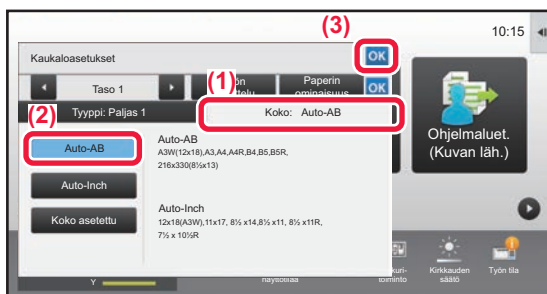 (3)
10:15
Kaukaloasetukset
OK
(1)
Taso 1
Paperin
ominaisuus
OK
(2)
Tyyppi: Paljas 1
Koko: Auto-AB
Auto-AB
Auto-AB
A3W(12x18),A3,A4,A4R,B4,B5,B5R,
216x330(8½x13)
Auto-Inch
Auto-Inch
12x18(A3W),11x17, 8½ x14,8½ x11, 8½ x11R,
7½ x 10½R
Koko asetettu
Ohjelmaluet.
(Kuvan läh.)
Kirkkauden
säätö
Työn tila
toiminto
Y